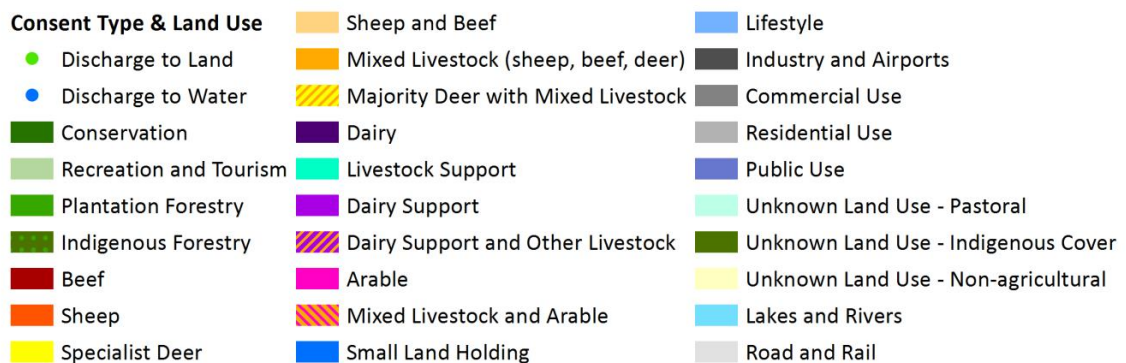 Consent Type & Land Use
Discharge to Land
Discharge to Water
Conservation
Recreation and Tourism
Plantation Forestry
Indigenous Forestry
Beef
Sheep
Specialist Deer
Sheep and Beef
Mixed Livestock (sheep, beef, deer)
Majority Deer with Mixed Livestock
Dairy
Livestock Support
Dairy Support
Dairy Support and Other Livestock
Arable
Mixed Livestock and Arable
Small Land Holding
Lifestyle
Industry and Airports
Commercial Use
Residential Use
Public Use
Unknown Land Use - Pastoral
Unknown Land Use - Indigenous Cover
Unknown Land Use - Non-agricultural
Lakes and Rivers
Road and Rail